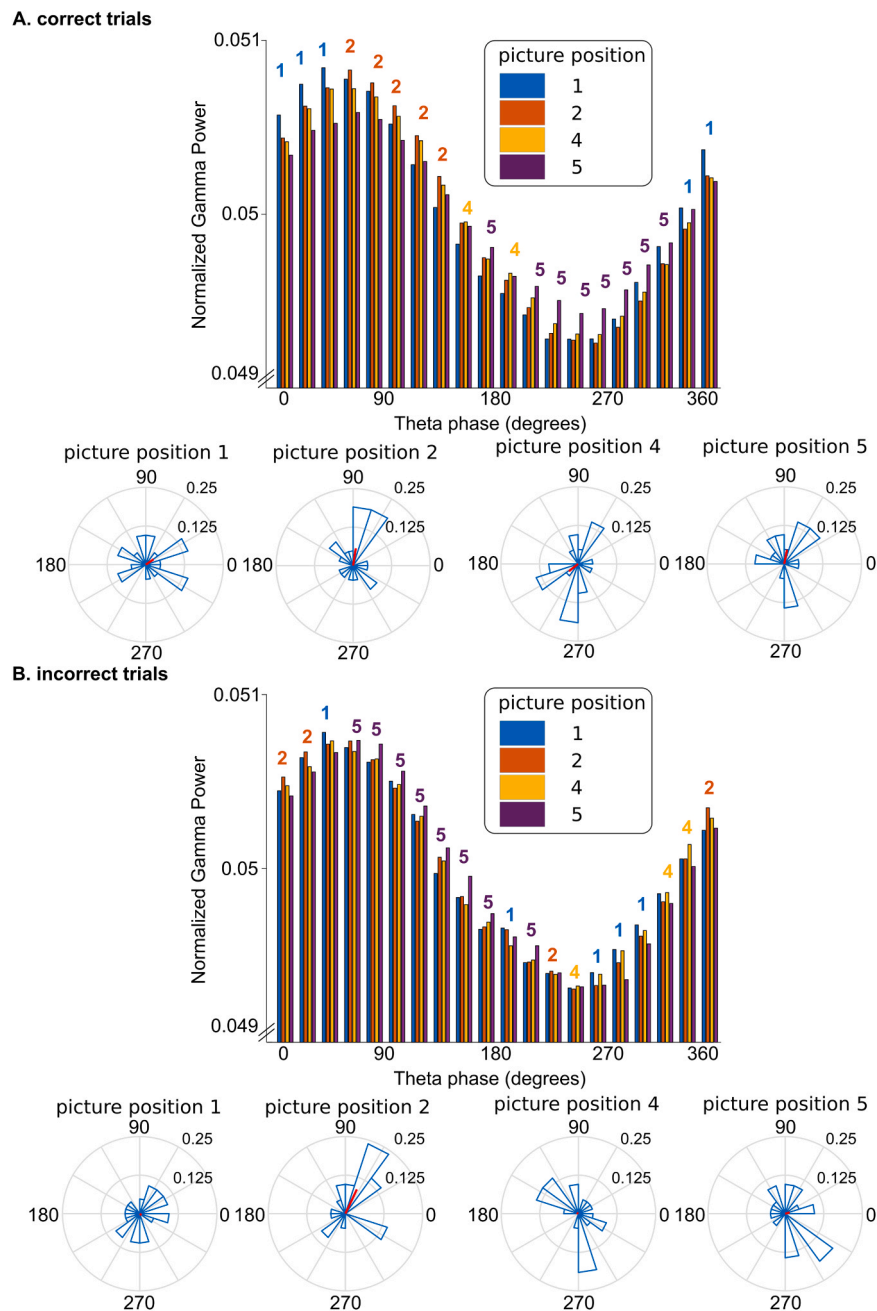 A. correct trials
0.051
0.05
0.049
Normalized Gamma Power
1 1 1 2 2 2 2 2 4 5 4 5 5 5 5 5 5 5 1 1
picture position
1
2
4
5
0 90 180 270 360
Theta phase (degrees)
picture position 1 picture position 2 picture position 4 picture position 5
90 0.25 0.125 0 180 270
90 0.25 0.125 0 180 270
90 0.25 0.125 0 180 270
90 0.25 0.125 0 180 270
B. incorrect trials
0.051
0.05
0.049
Normalized Gamma Power
2 2 1 5 5 5 5 5 5 5 1 5 2 4 1 1 1 4 4 2
picture position
1
2
4
5
0 90 180 270 360
Theta phase (degrees)
picture position 1 picture position 2 picture position 4 picture position 5
90 0.25 0.125 0 180 270
90 0.25 0.125 0 180 270
90 0.25 0.125 0 180 270
90 0.25 0.125 0 180 270